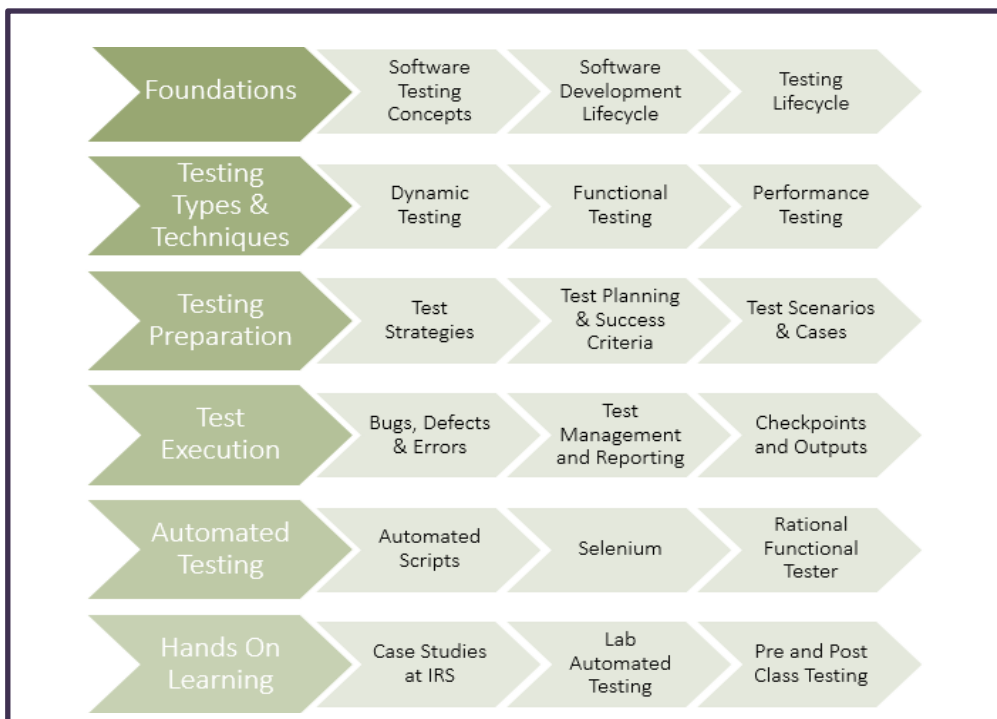 Foundations
Software
Testing
Concepts
Software
Development
Lifecycle
Testing
Lifecycle
Testing
Types &
Techniques
Dynamic
Testing
Functional
Testing
Performance
Testing
Testing
Preparation
Test
Strategies
Test Planning
& Success
Criteria
Test Scenarios
& Cases
Test
Execution
Bugs, Defects
& Errors
Test
Management
and Reporting
Checkpoints
and Outputs
Automated
Testing
Automated
Scripts
Selenium
Rational
Functional
Tester
Hands On
Learning
Case Studies
at IRS
Lab
Automated
Testing
Pre and Post
Class Testing